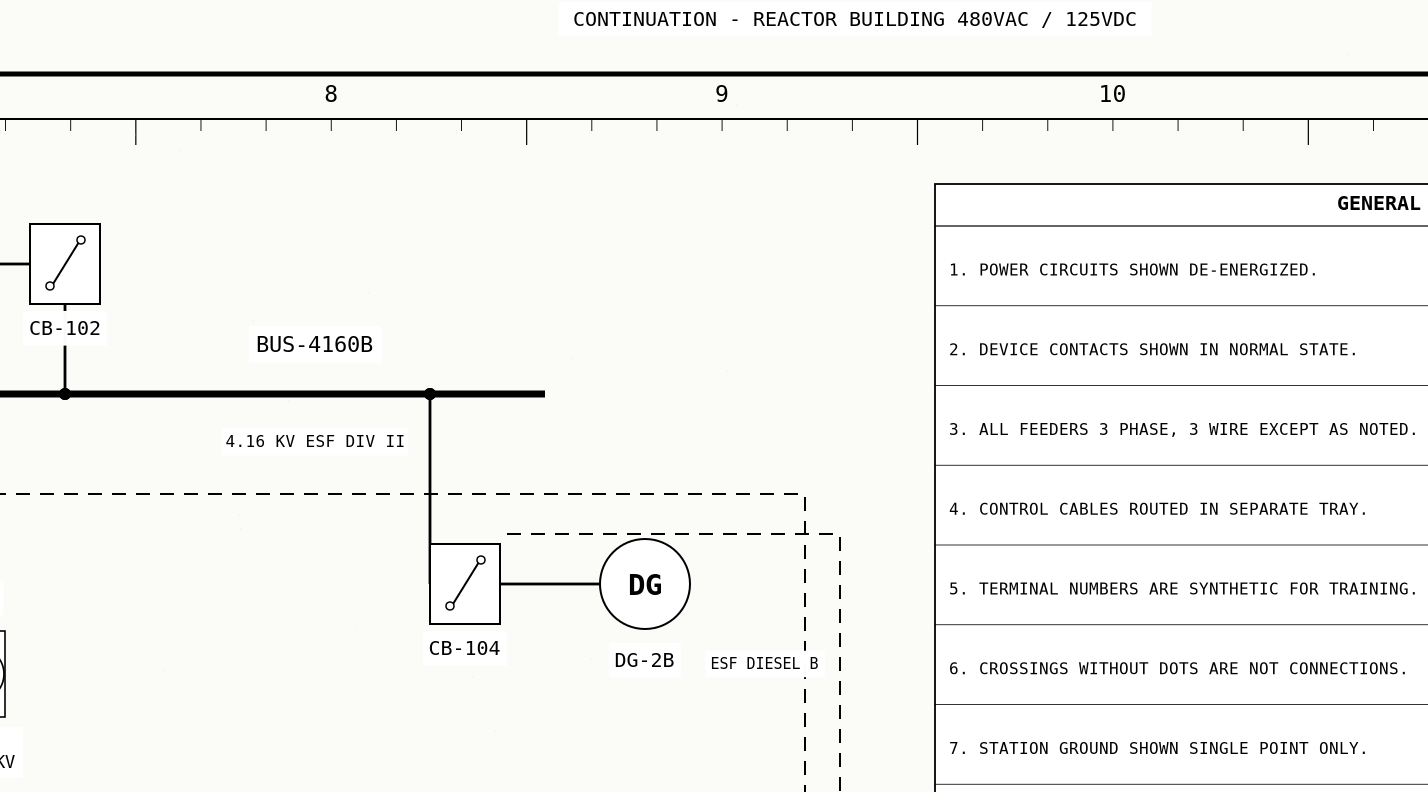 CONTINUATION - REACTOR BUILDING 480VAC / 125VDC
8 9 10
GENERAL
1. POWER CIRCUITS SHOWN DE-ENERGIZED.
CB-102
BUS-4160B
2. DEVICE CONTACTS SHOWN IN NORMAL STATE.
4.16 KV ESF DIV II
3. ALL FEEDERS 3 PHASE, 3 WIRE EXCEPT AS NOTED.
4. CONTROL CABLES ROUTED IN SEPARATE TRAY.
DG
5. TERMINAL NUMBERS ARE SYNTHETIC FOR TRAINING.
CB-104
DG-2B
ESF DIESEL B
6. CROSSINGS WITHOUT DOTS ARE NOT CONNECTIONS.
7. STATION GROUND SHOWN SINGLE POINT ONLY.
KV